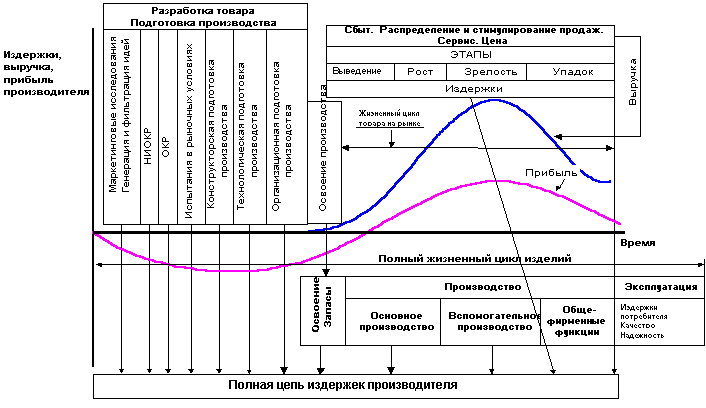 Разработка товара
Подготовка производства
Сбыт. Распределение и стимулирование продаж.
Сервис. Цена
ЭТАПЫ
Выведение
Рост
Зрелость
Упадок
Издержки
Издержки,
выручка,
прибыль
производителя
Маркетинговые исследования
Генерация и фильтрация идей
НИОКР
ОКР
Испытания в рыночных условиях
Конструкторская подготовка
производства
Технологическая подготовка
производства
Организационная подготовка
производства
Освоение производства
Жизненный цикл
товара на рынке
Выручка
Прибыль
Время
Полный жизненный цикл изделий
Освоение
Запасы
Производство
Эксплуатация
Основное
производство
Вспомогательное
производство
Обще-
фирменные
функции
Издержки
потребителя
Качество
Надежность
Полная цепь издержек производителя